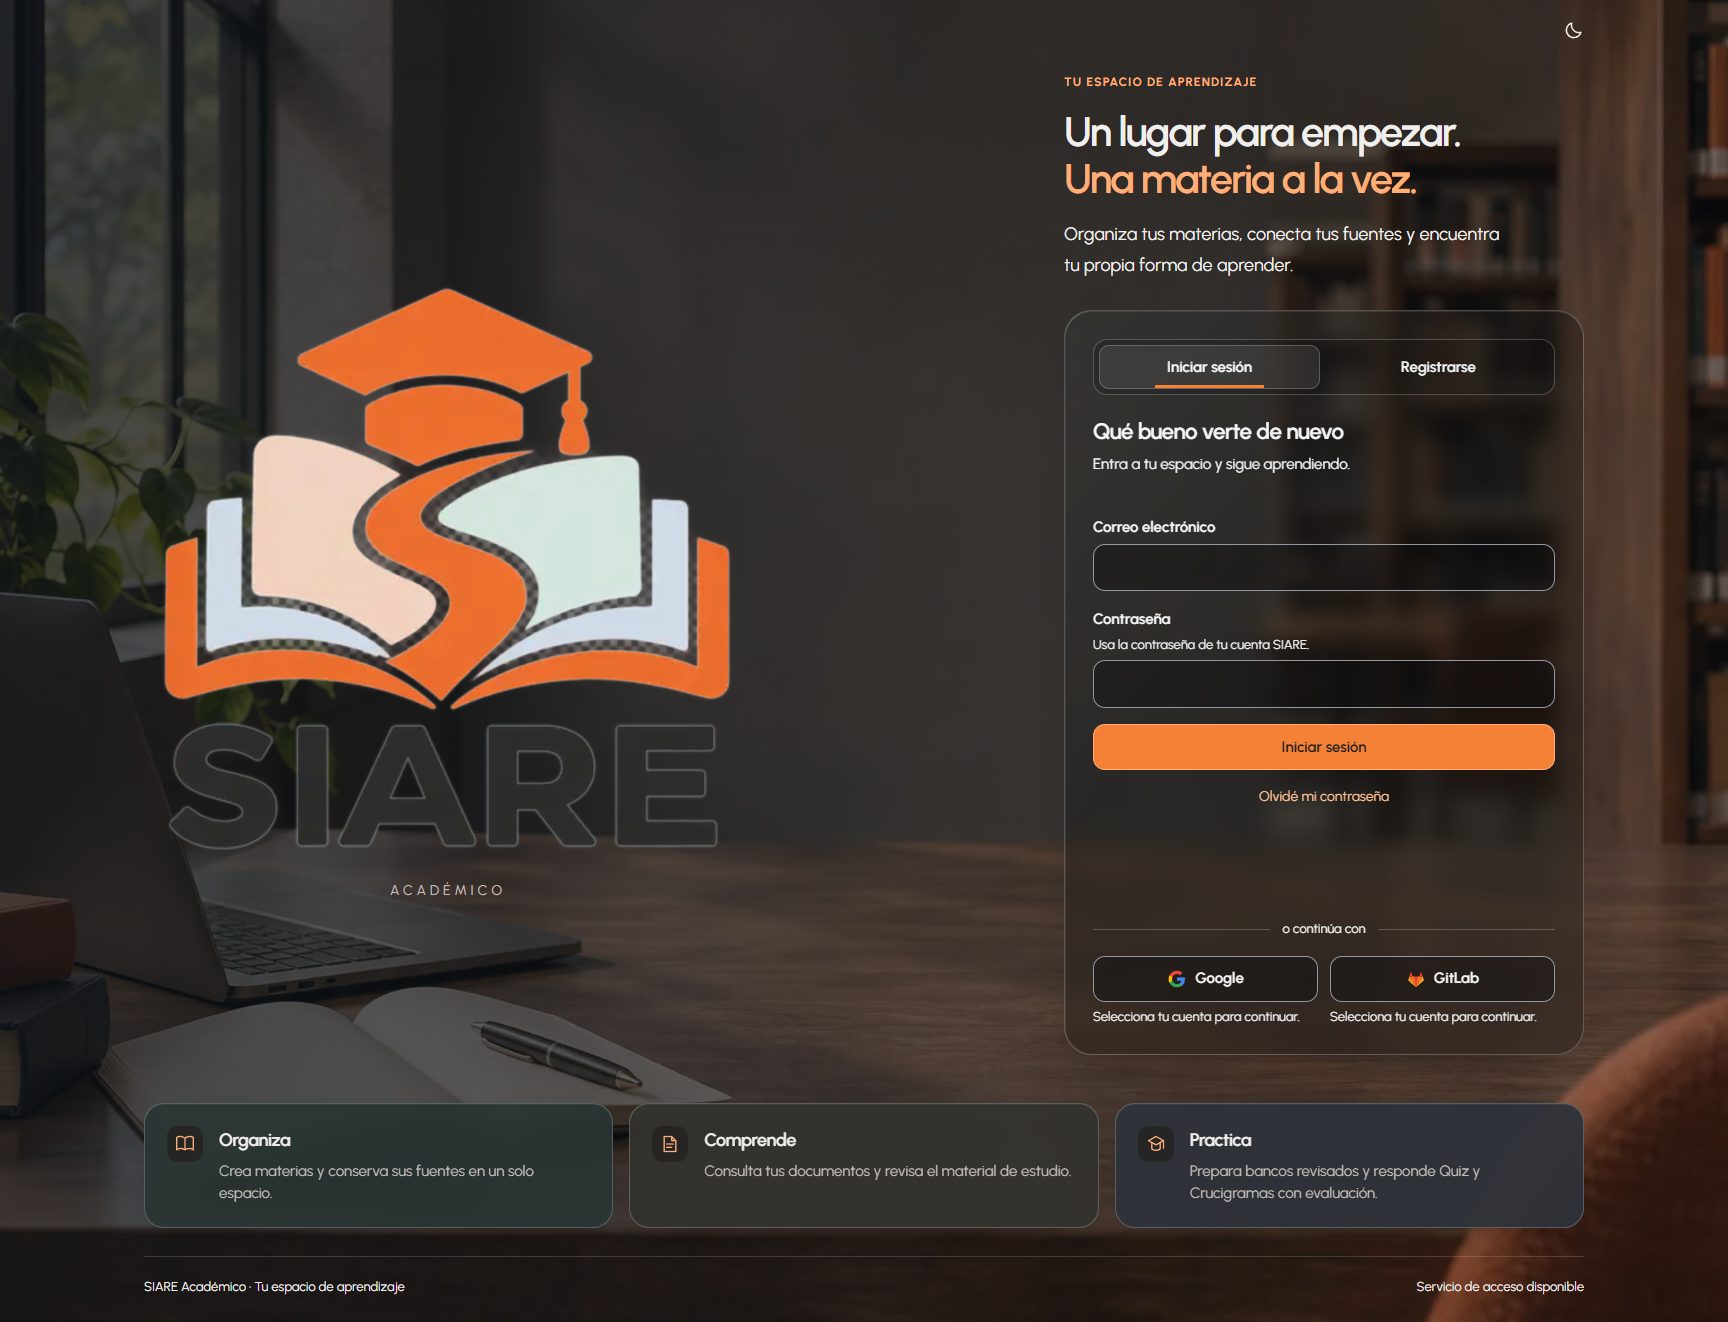 TU ESPACIO DE APRENDIZAJE
Un lugar para empezar.
Una materia a la vez.
Organiza tus materias, conecta tus fuentes y encuentra
tu propia forma de aprender.
SIARE
ACADÉMICO
Iniciar sesión
Registrarse
Qué bueno verte de nuevo
Entra a tu espacio y sigue aprendiendo.
Correo electrónico
Contraseña
Usa la contraseña de tu cuenta SIARE.
Iniciar sesión
Olvidé mi contraseña
o continúa con
Google
GitLab
Selecciona tu cuenta para continuar.
Selecciona tu cuenta para continuar.
Organiza
Crea materias y conserva sus fuentes en un solo
espacio.
Comprende
Consulta tus documentos y revisa el material de estudio.
Practica
Prepara bancos revisados y responde Quiz y
Crucigramas con evaluación.
SIARE Académico · Tu espacio de aprendizaje
Servicio de acceso disponible